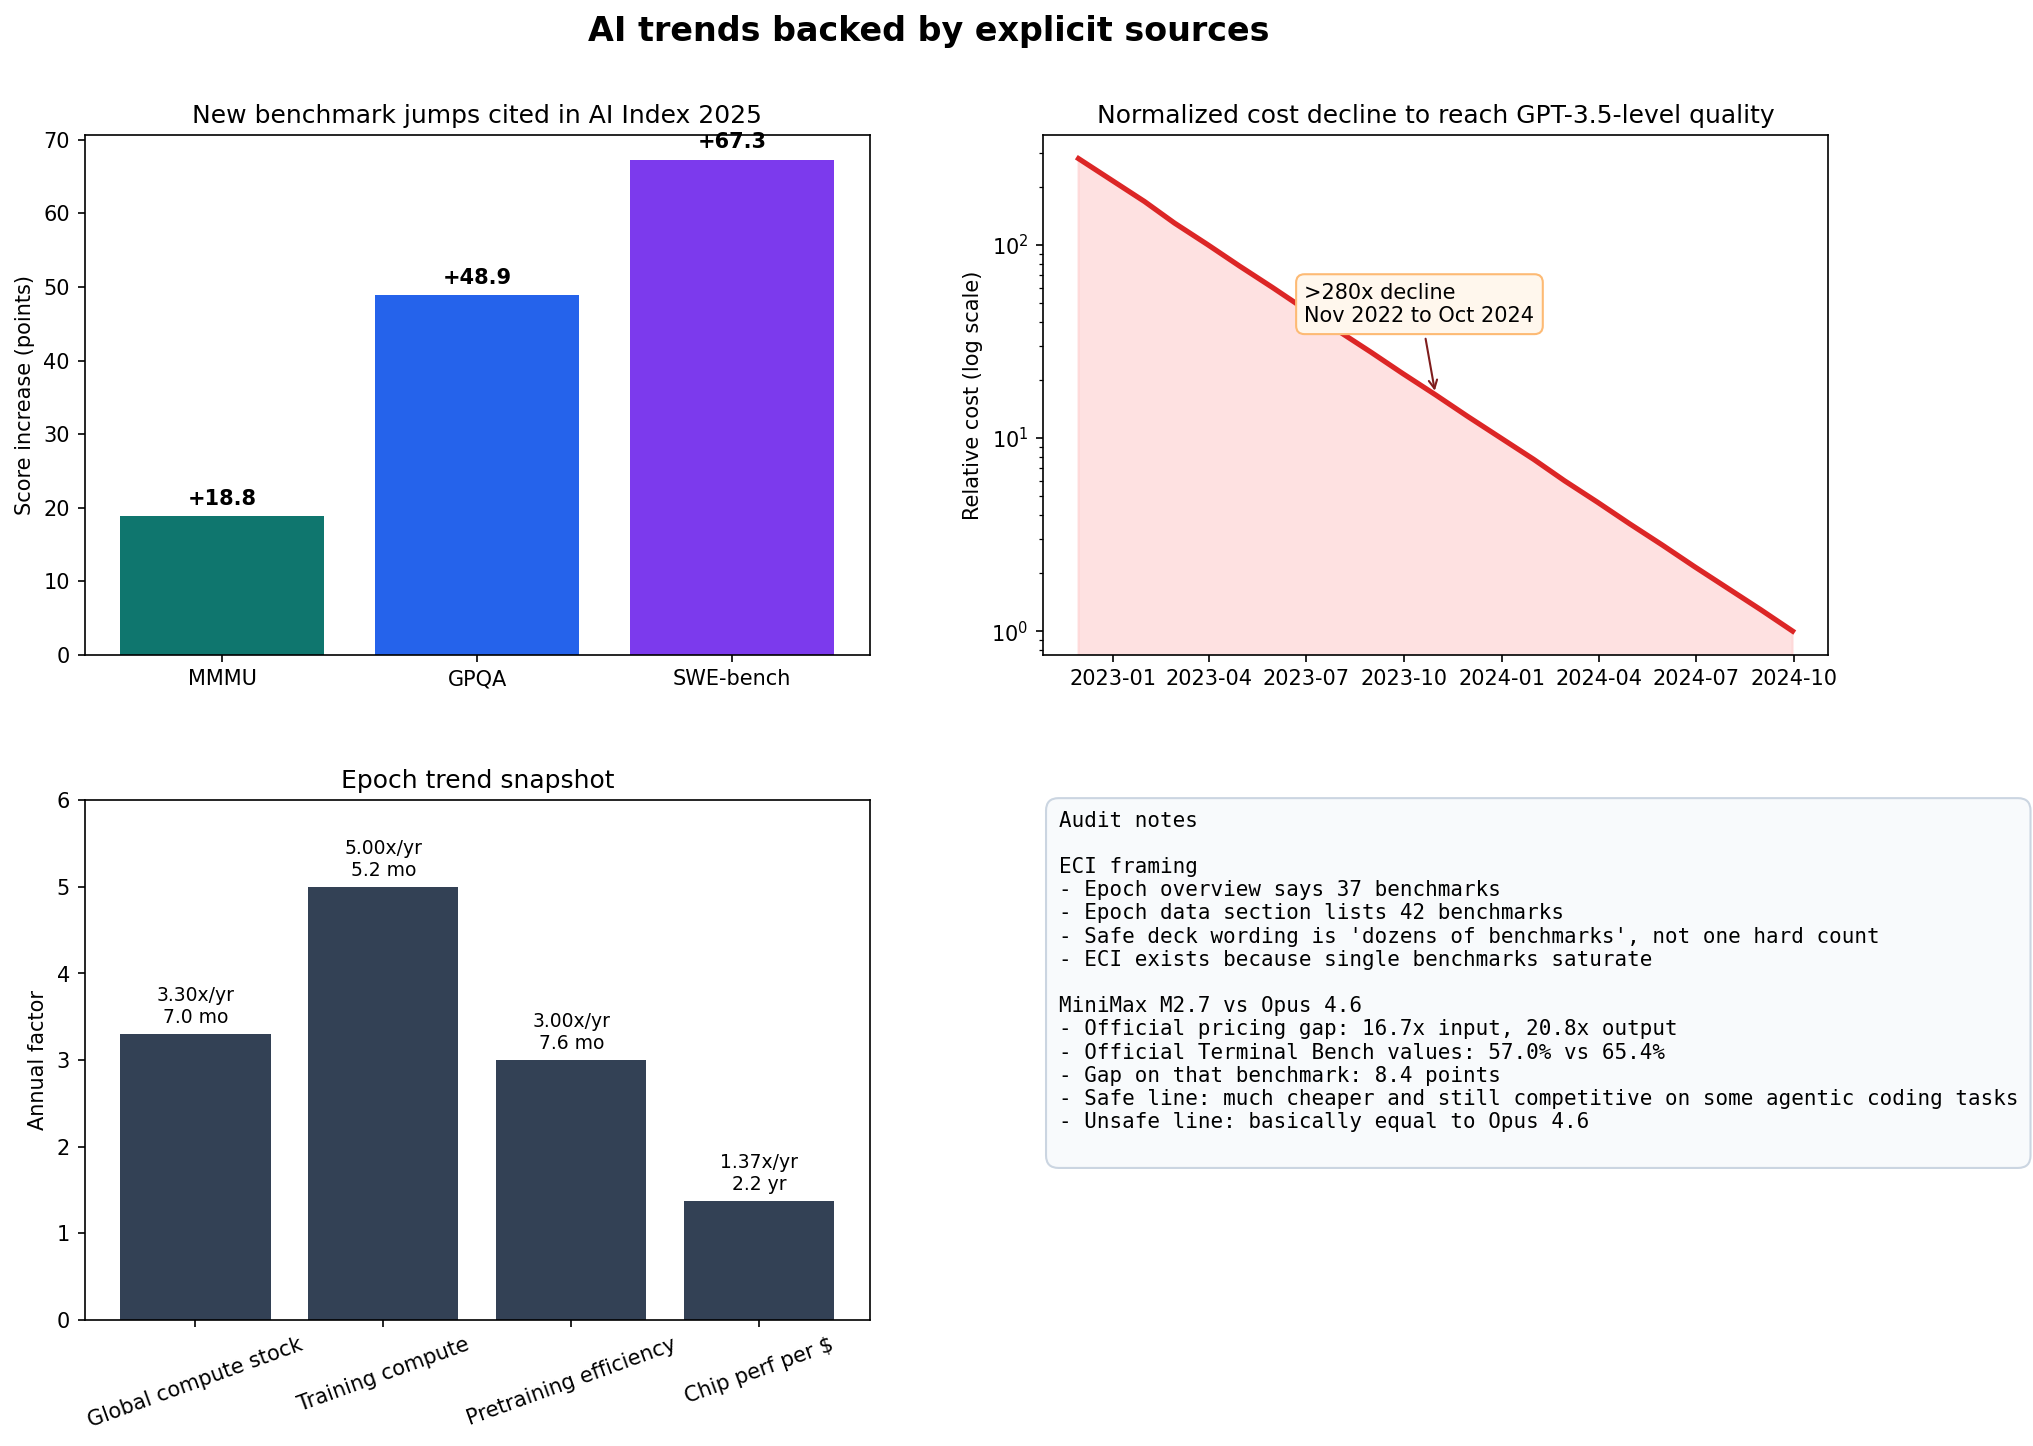 AI trends backed by explicit sources
New benchmark jumps cited in AI Index 2025
Score increase (points)
70
60
50
40
30
20
10
0
+18.8
+48.9
+67.3
MMMU
GPQA
SWE-bench
Normalized cost decline to reach GPT-3.5-level quality
Relative cost (log scale)
10²
10¹
10⁰
>280x decline
Nov 2022 to Oct 2024
2023-01
2023-04
2023-07
2023-10
2024-01
2024-04
2024-07
2024-10
Epoch trend snapshot
Annual factor
6
5
4
3
2
1
0
3.30x/yr
7.0 mo
5.00x/yr
5.2 mo
3.00x/yr
7.6 mo
1.37x/yr
2.2 yr
Global compute stock
Training compute
Pretraining efficiency
Chip perf per $
Audit notes
ECI framing
- Epoch overview says 37 benchmarks
- Epoch data section lists 42 benchmarks
- Safe deck wording is 'dozens of benchmarks', not one hard count
- ECI exists because single benchmarks saturate
MiniMax M2.7 vs Opus 4.6
- Official pricing gap: 16.7x input, 20.8x output
- Official Terminal Bench values: 57.0% vs 65.4%
- Gap on that benchmark: 8.4 points
- Safe line: much cheaper and still competitive on some agentic coding tasks
- Unsafe line: basically equal to Opus 4.6